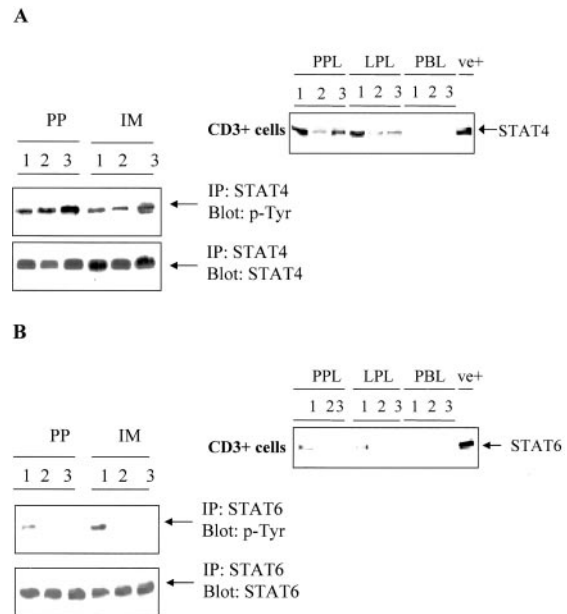 A
PPL LPL PBL ve+
1 2 3 1 2 3 1 2 3
CD3+ cells
STAT4
PP IM
1 2 3 1 2 3
IP: STAT4
Blot: p-Tyr
IP: STAT4
Blot: STAT4
B
PPL LPL PBL ve+
1 23 1 2 3 1 2 3
CD3+ cells
STAT6
PP IM
1 2 3 1 2 3
IP: STAT6
Blot: p-Tyr
IP: STAT6
Blot: STAT6